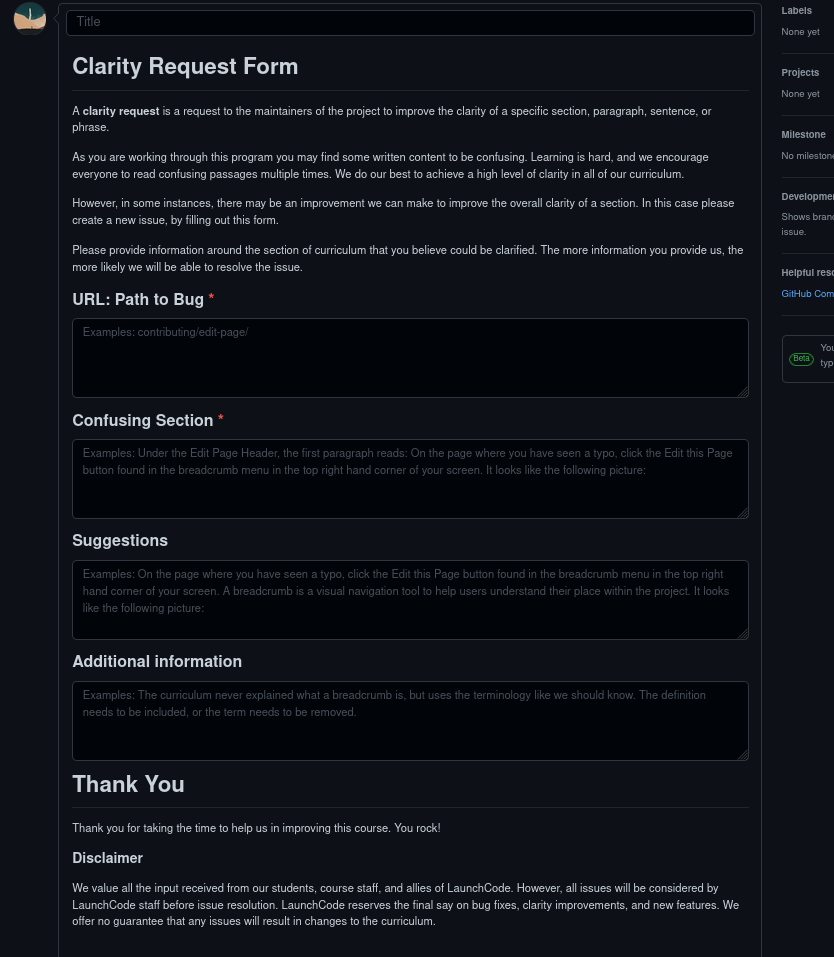 Title
Labels
None yet
Clarity Request Form
Projects
None yet
A clarity request is a request to the maintainers of the project to improve the clarity of a specific section, paragraph, sentence, or
phrase.
Milestone
No mileston
As you are working through this program you may find some written content to be confusing. Learning is hard, and we encourage
everyone to read confusing passages multiple times. We do our best to achieve a high level of clarity in all of our curriculum.
Developme
Shows bran
issue.
However, in some instances, there may be an improvement we can make to improve the overall clarity of a section. In this case please
create a new issue, by filling out this form.
Please provide information around the section of curriculum that you believe could be clarified. The more information you provide us, the
more likely we will be able to resolve the issue.
Helpful reso
GitHub Com
URL: Path to Bug *
Examples: contributing/edit-page/
Beta
You
typ
Confusing Section *
Examples: Under the Edit Page Header, the first paragraph reads: On the page where you have seen a typo, click the Edit this Page
button found in the breadcrumb menu in the top right hand corner of your screen. It looks like the following picture:
Suggestions
Examples: On the page where you have seen a typo, click the Edit this Page button found in the breadcrumb menu in the top right
hand corner of your screen. A breadcrumb is a visual navigation tool to help users understand their place within the project. It looks
like the following picture:
Additional information
Examples: The curriculum never explained what a breadcrumb is, but uses the terminology like we should know. The definition
needs to be included, or the term needs to be removed.
Thank You
Thank you for taking the time to help us in improving this course. You rock!
Disclaimer
We value all the input received from our students, course staff, and allies of LaunchCode. However, all issues will be considered by
LaunchCode staff before issue resolution. LaunchCode reserves the final say on bug fixes, clarity improvements, and new features. We
offer no guarantee that any issues will result in changes to the curriculum.